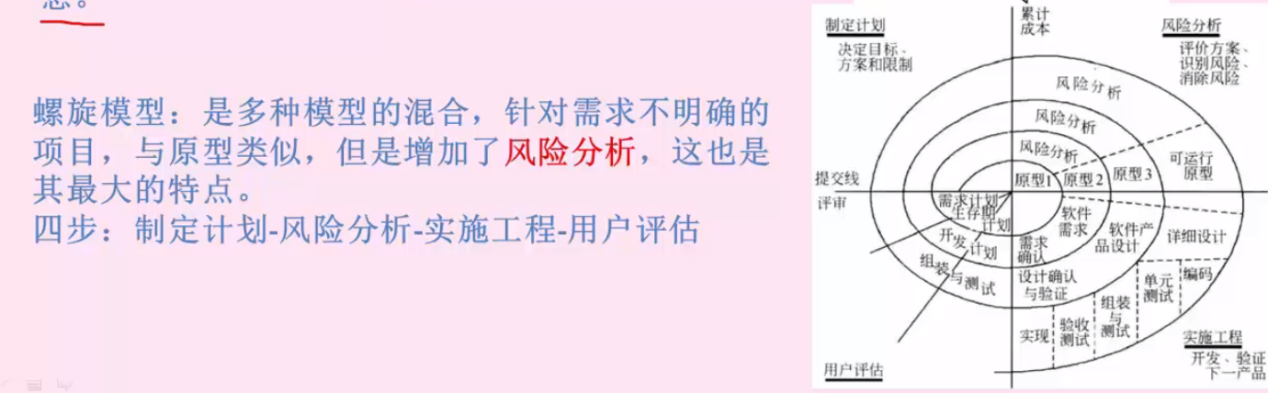 螺旋模型：是多种模型的混合，针对需求不明确的
项目，与原型类似，但是增加了风险分析，这也是
其最大的特点。
四步：制定计划-风险分析-实施工程-用户评估
制定计划
决定目标、
方案和限制
累计
成本
风险分析
评价方案、
识别风险、
消除风险
风险分析
风险分析
风险分析
提交线
评审
原型1
原型2
原型3
可运行
原型
需求计划
生存期
计划
开发计划
组装与测试
需求
确认
软件
需求
软件产
品设计
详细设计
设计确认
与验证
实现
验收
测试
组装
与
测试
单元
测试
编码
用户评估
实施工程
开发、验证
下一产品